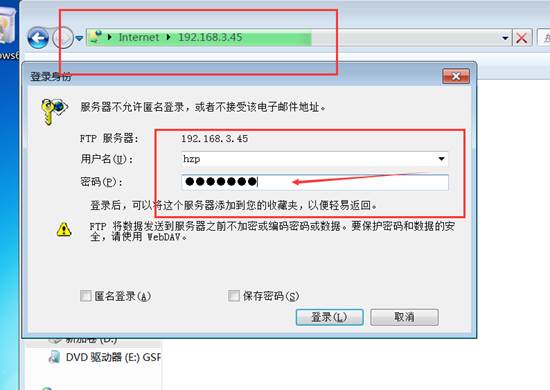 Internet ▶ 192.168.3.45
登录身份
服务器不允许匿名登录，或者不接受该电子邮件地址。
FTP 服务器: 192.168.3.45
用户名(U): hzp
密码(P): ●●●●●●●
登录后，可以将这个服务器添加到您的收藏夹，以便轻易返回。
FTP 将数据发送到服务器之前不加密或编码密码或数据。要保护密码和数据的安
全，请使用 WebDAV。
匿名登录(A) 保存密码(S)
登录(L) 取消
新加卷 (D:)
DVD 驱动器 (E:) GSP